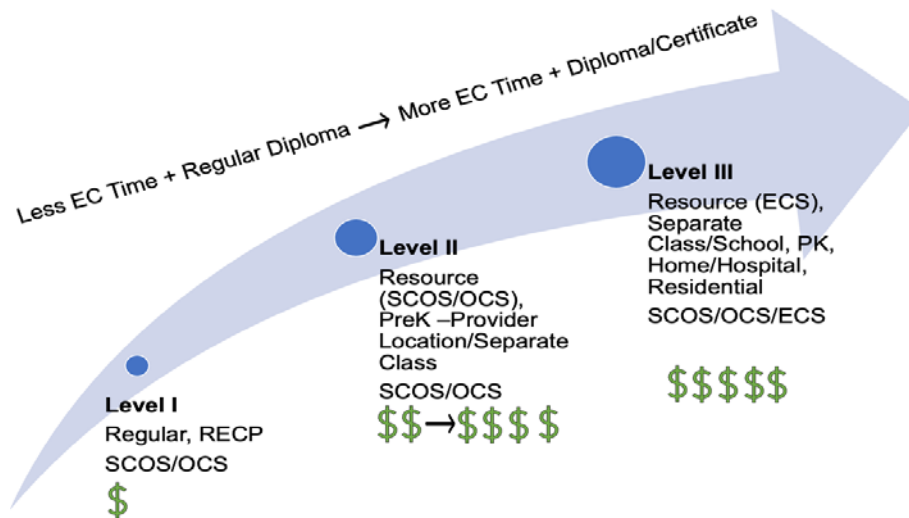 Less EC Time + Regular Diploma → More EC Time + Diploma/Certificate
Level I
Regular, RECP
SCOS/OCS
$
Level II
Resource
(SCOS/OCS),
PreK –Provider
Location/Separate
Class
SCOS/OCS
$$→$$$$
Level III
Resource (ECS),
Separate
Class/School, PK,
Home/Hospital,
Residential
SCOS/OCS/ECS
$$$$$